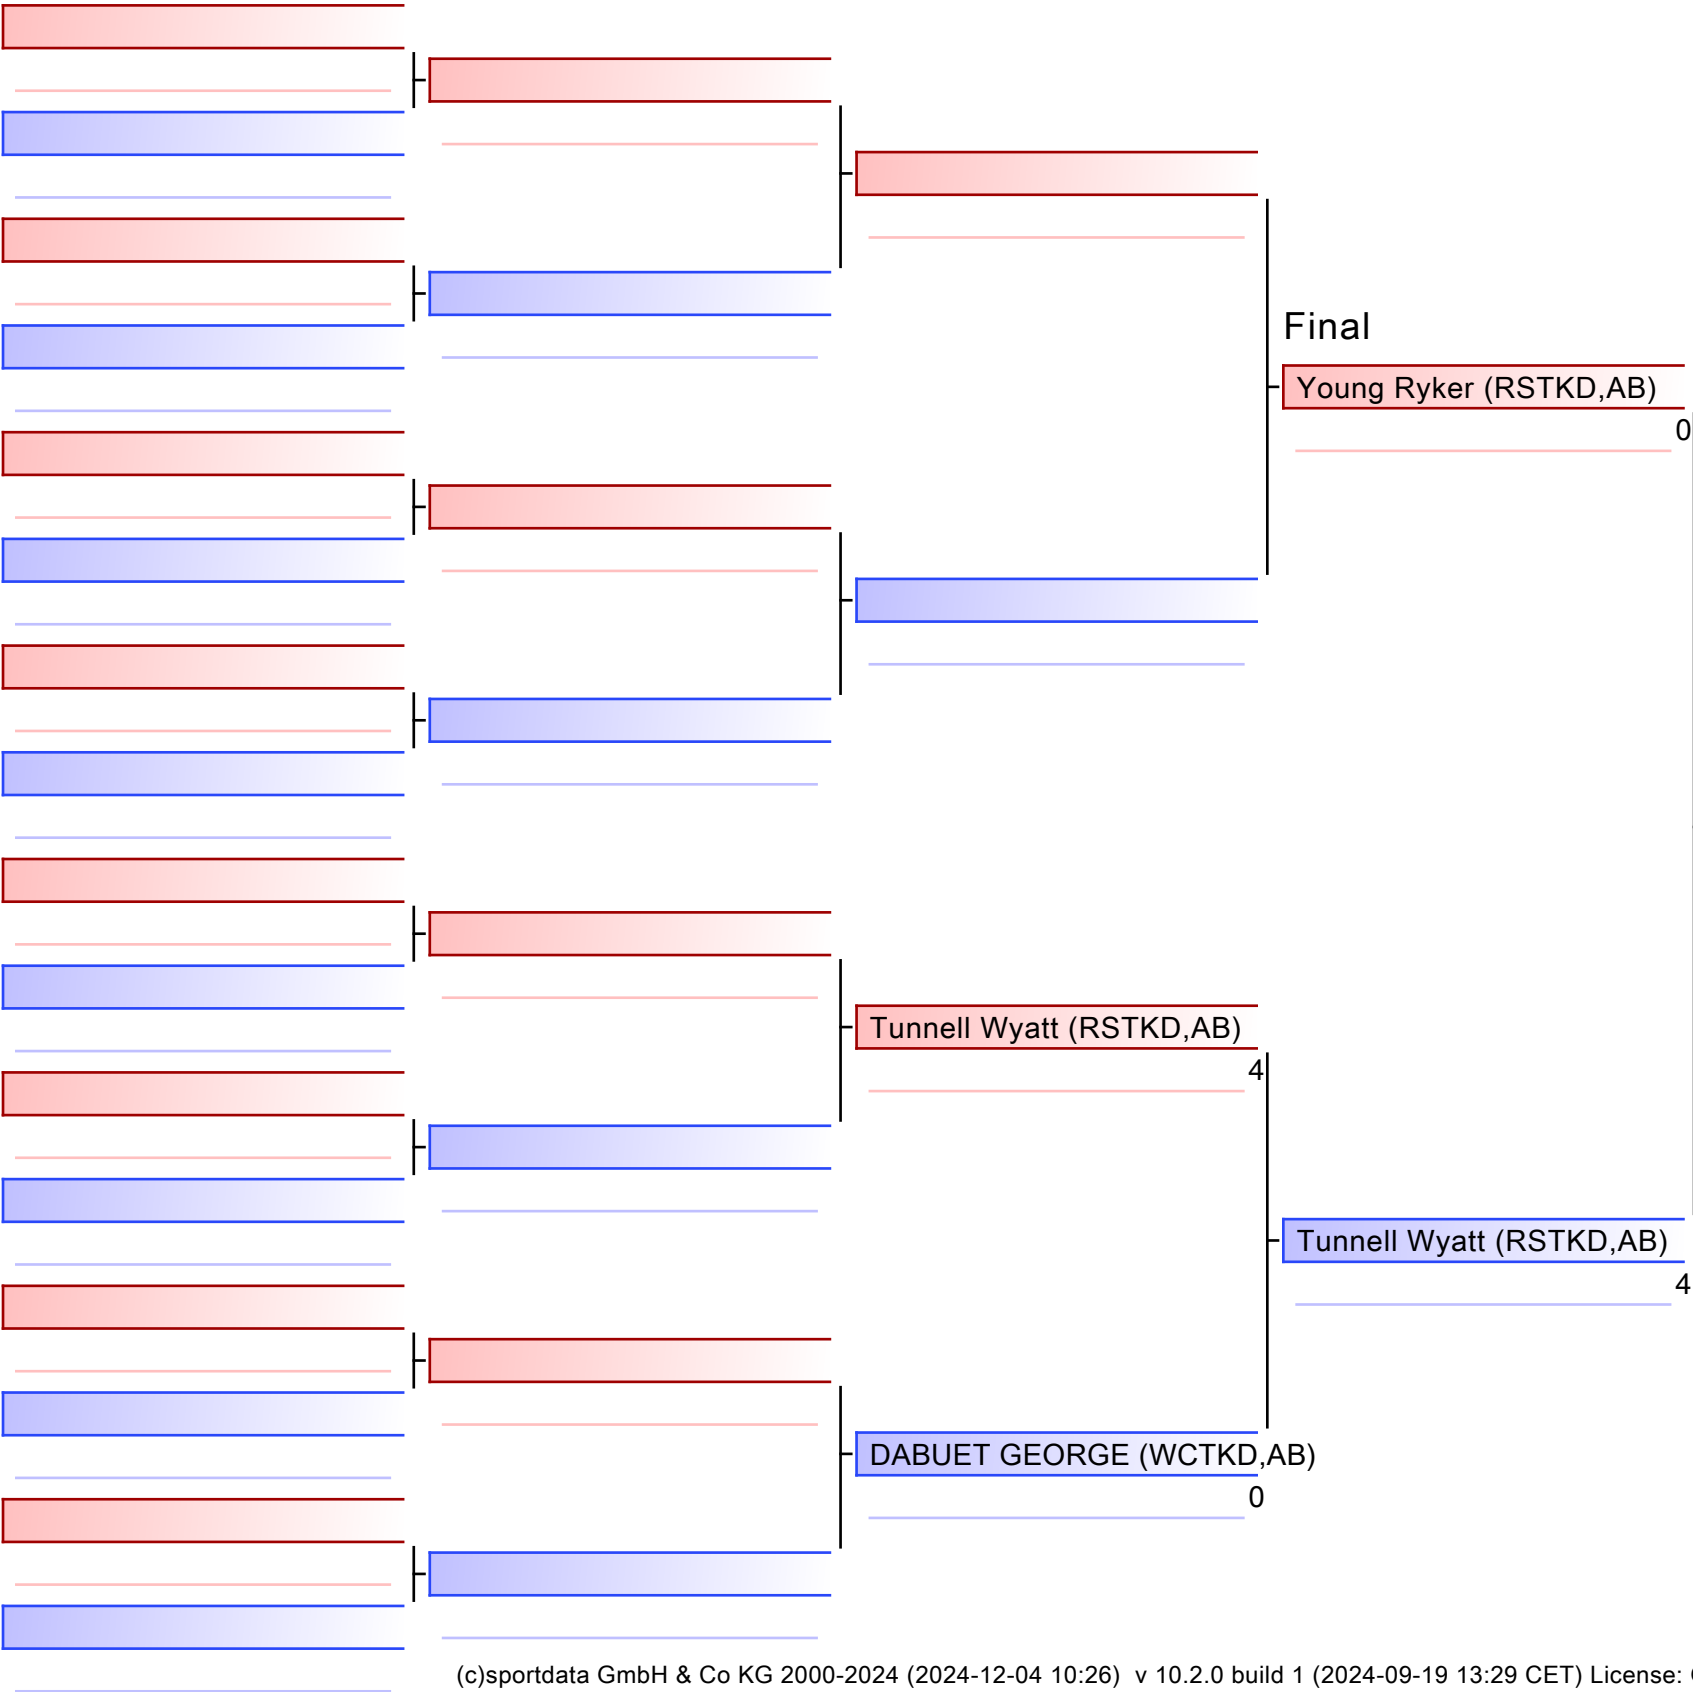 Final
Young Ryker (RSTKD,AB)
0
Tunnell Wyatt (RSTKD,AB)
4
Tunnell Wyatt (RSTKD,AB)
4
DABUET GEORGE (WCTKD,AB)
0
(c)sportdata GmbH & Co KG 2000-2024 (2024-12-04 10:26)  v 10.2.0 build 1 (2024-09-19 13:29 CET) License: